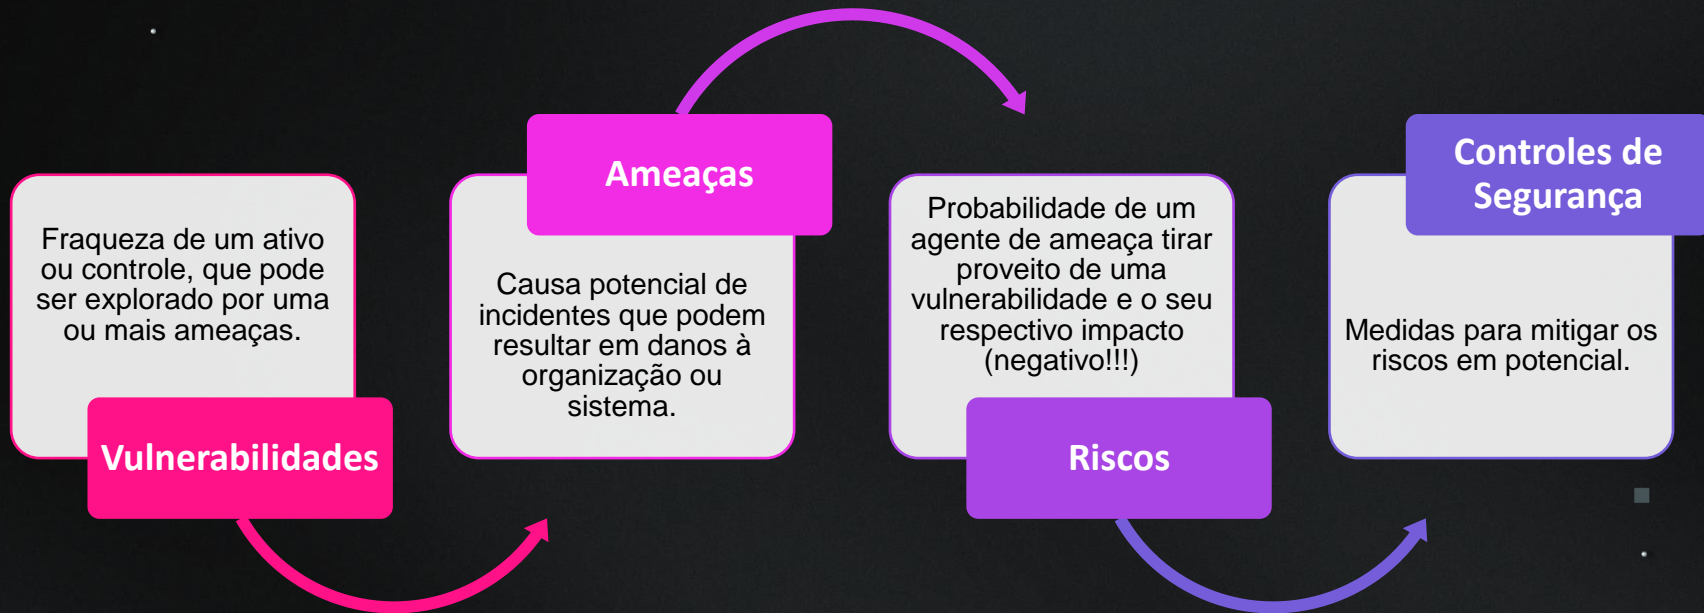 Fraqueza de um ativo
ou controle, que pode
ser explorado por uma
ou mais ameaças.
Vulnerabilidades
Ameaças
Causa potencial de
incidentes que podem
resultar em danos à
organização ou
sistema.
Probabilidade de um
agente de ameaça tirar
proveito de uma
vulnerabilidade e o seu
respectivo impacto
(negativo!!!)
Riscos
Controles de
Segurança
Medidas para mitigar os
riscos em potencial.